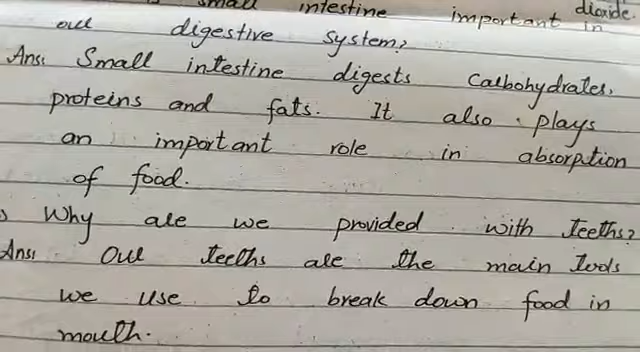 dioxide.
small intestine important in
our digestive system?
Ans: Small intestine digests Carbohydrates,
proteins and fats. It also plays
an important role in absorption
of food.
Why are we provided with teeths?
Ans: Our teeths are the main tools
we use to break down food in
mouth.